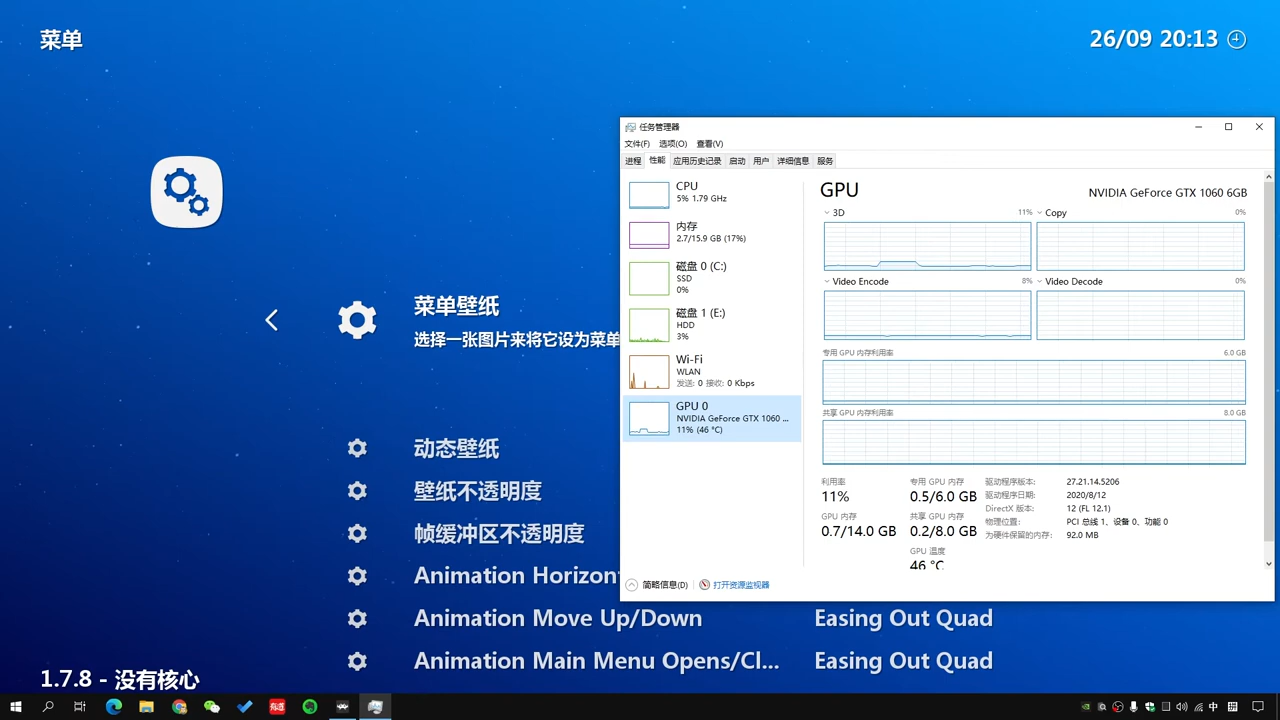 菜单
26/09 20:13
菜单壁纸
选择一张图片来将它设为菜单
动态壁纸
壁纸不透明度
帧缓冲区不透明度
Animation Horizon
Animation Move Up/Down
Easing Out Quad
Animation Main Menu Opens/Cl...
Easing Out Quad
1.7.8 - 没有核心
任务管理器
文件(F) 选项(O) 查看(V)
进程 性能 应用历史记录 启动 用户 详细信息 服务
CPU
5% 1.79 GHz
内存
2.7/15.9 GB (17%)
磁盘 0 (C:)
SSD
0%
磁盘 1 (E:)
HDD
3%
Wi-Fi
WLAN
发送: 0 接收: 0 Kbps
GPU 0
NVIDIA GeForce GTX 1060 ...
11% (46 °C)
GPU
NVIDIA GeForce GTX 1060 6GB
3D 11%
Copy 0%
Video Encode 8%
Video Decode 0%
专用 GPU 内存利用率 6.0 GB
共享 GPU 内存利用率 8.0 GB
利用率
11%
专用 GPU 内存
0.5/6.0 GB
GPU 内存
0.7/14.0 GB
共享 GPU 内存
0.2/8.0 GB
GPU 温度
46 °C
驱动程序版本: 27.21.14.5206
驱动程序日期: 2020/8/12
DirectX 版本: 12 (FL 12.1)
物理位置: PCI 总线 1、设备 0、功能 0
为硬件保留的内存: 92.0 MB
简略信息(D)
打开资源监视器
有道
中